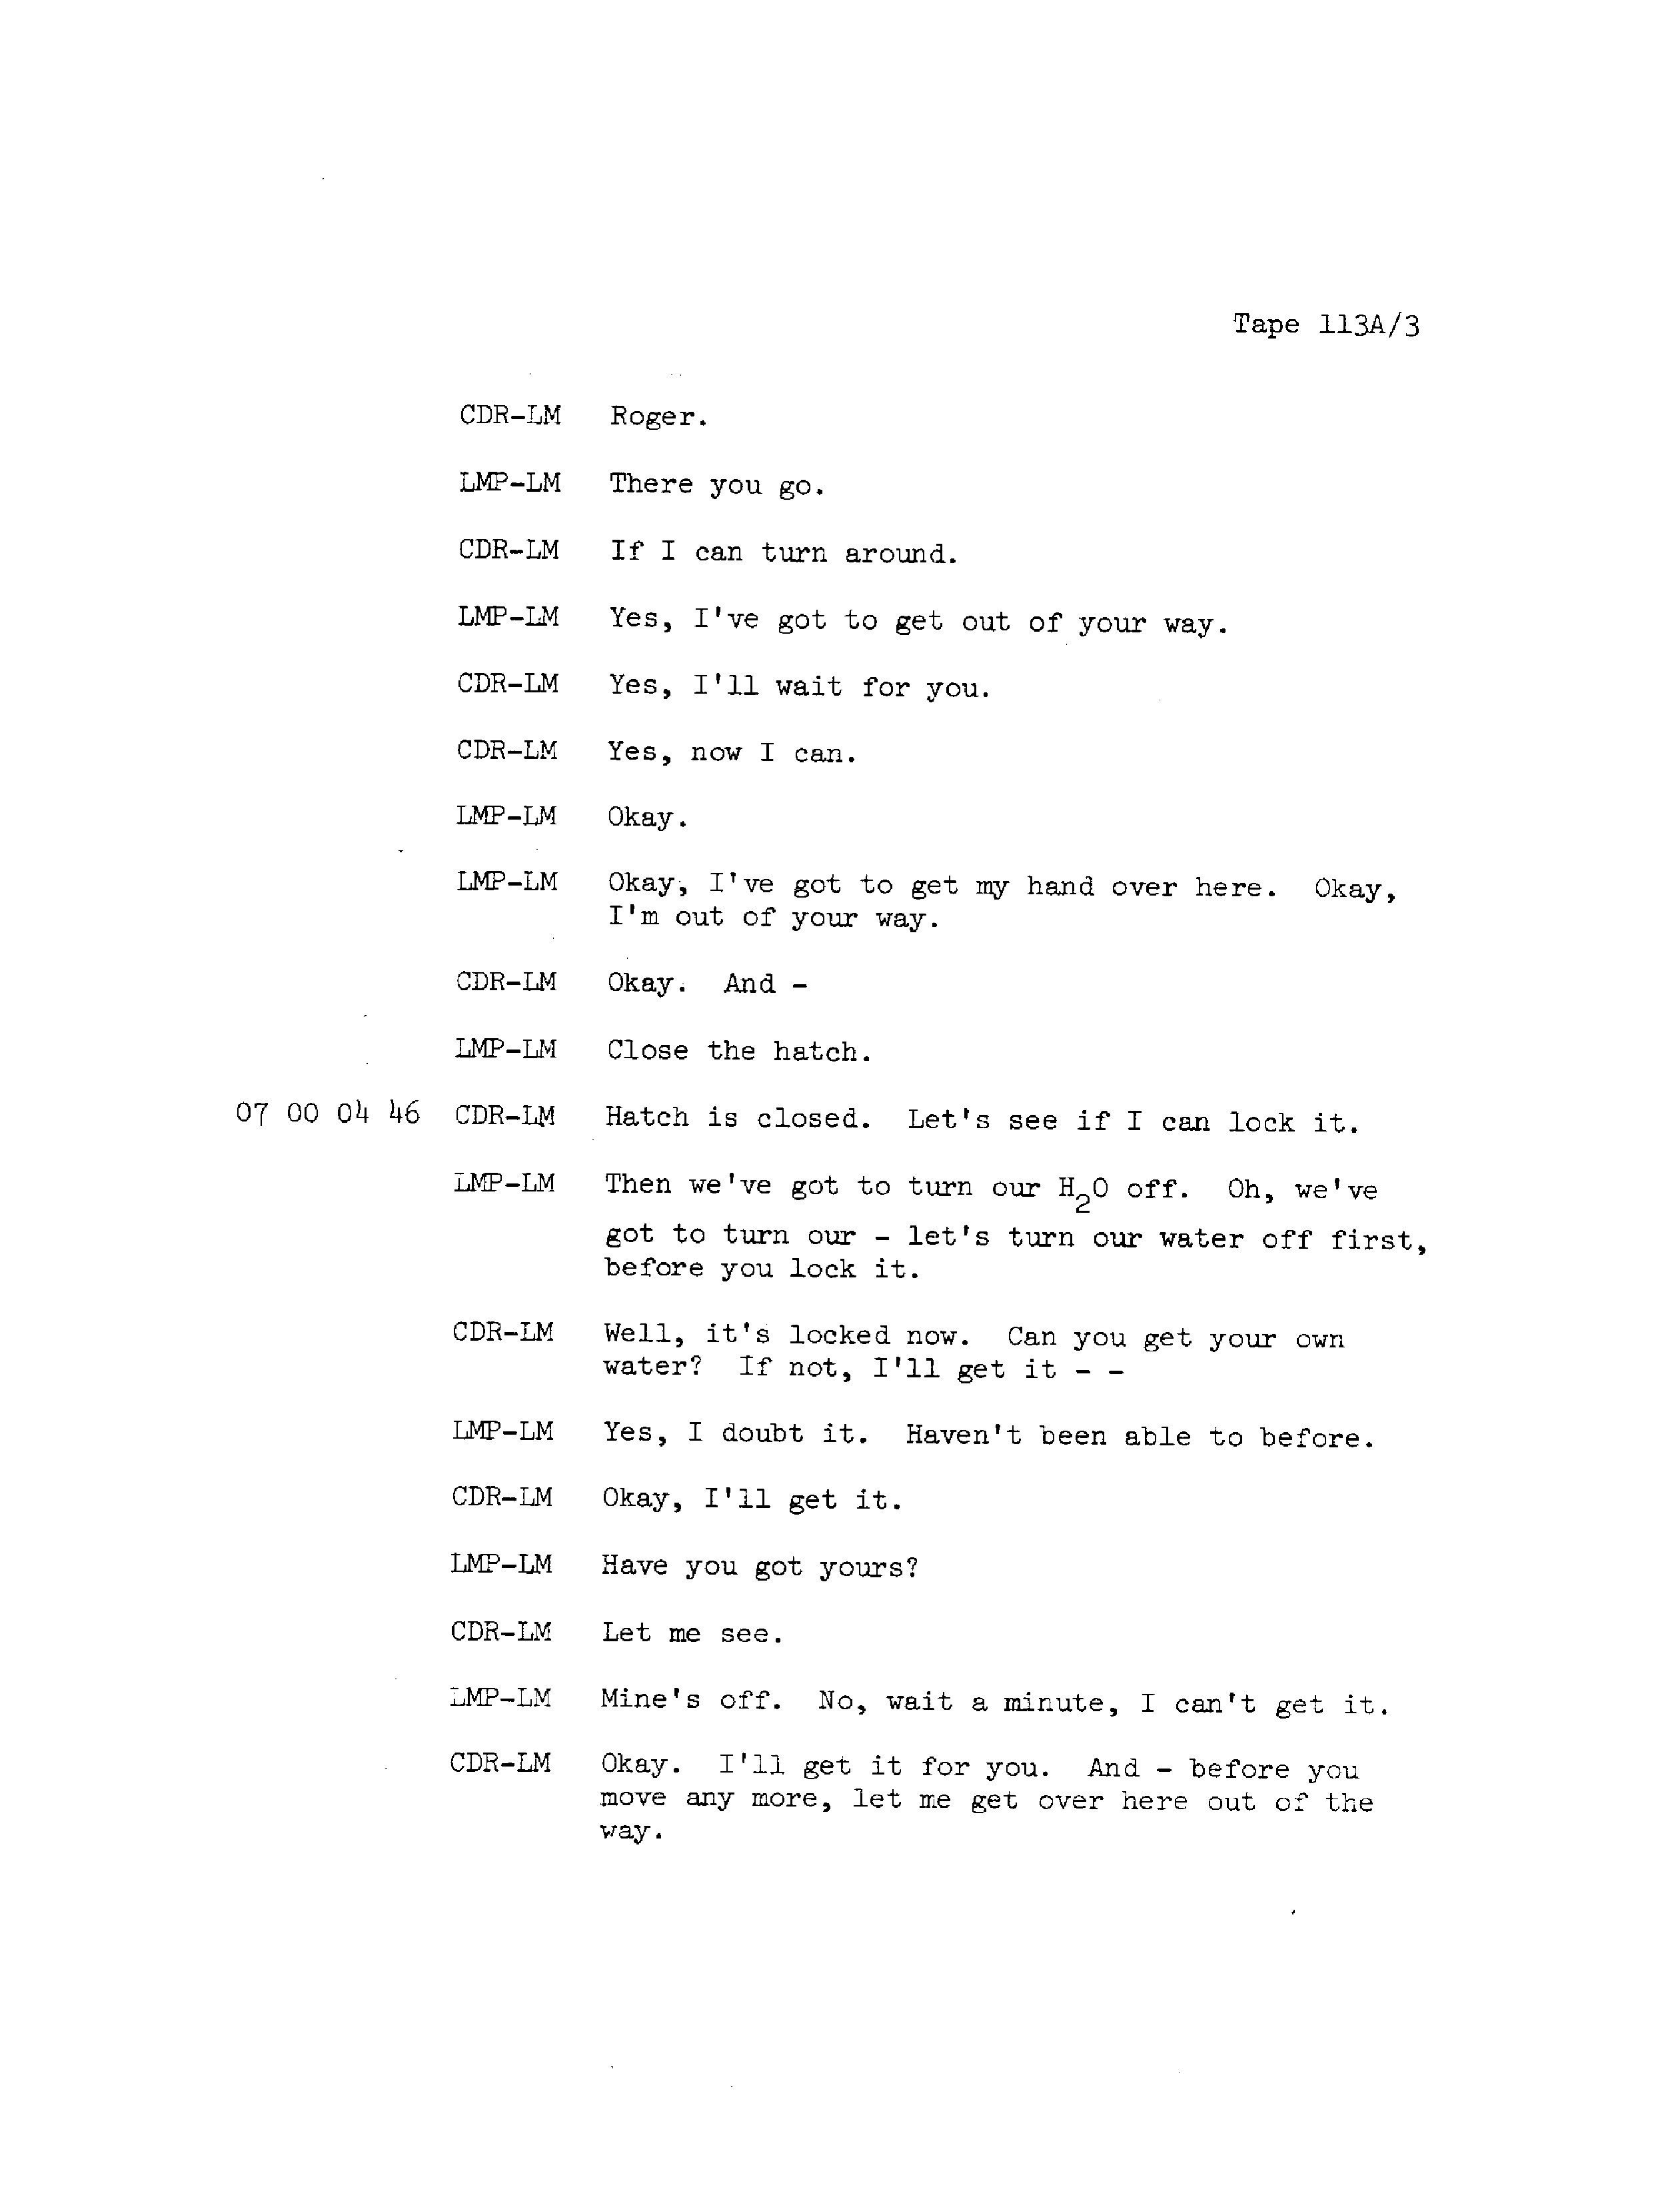 Tape 113A/3
CDR-LM Roger.
LMP-LM There you go.
CDR-LM If I can turn around.
LMP-LM Yes, I've got to get out of your way.
CDR-LM Yes, I'll wait for you.
CDR-LM Yes, now I can.
LMP-LM Okay.
LMP-LM Okay, I've got to get my hand over here. Okay,
I'm out of your way.
CDR-LM Okay. And -
LMP-LM Close the hatch.
07 00 04 46 CDR-LM Hatch is closed. Let's see if I can lock it.
LMP-LM Then we've got to turn our H₂O off. Oh, we've
got to turn our - let's turn our water off first,
before you lock it.
CDR-LM Well, it's locked now. Can you get your own
water? If not, I'll get it - -
LMP-LM Yes, I doubt it. Haven't been able to before.
CDR-LM Okay, I'll get it.
LMP-LM Have you got yours?
CDR-LM Let me see.
LMP-LM Mine's off. No, wait a minute, I can't get it.
CDR-LM Okay. I'll get it for you. And - before you
move any more, let me get over here out of the
way.